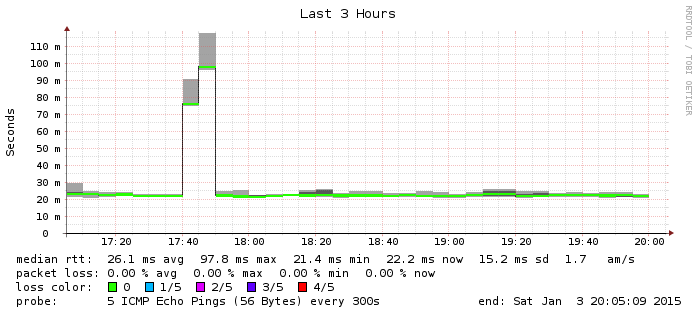 Last 3 Hours
RRDTOOL / TOBI OETIKER
Seconds
110 m
100 m
90 m
80 m
70 m
60 m
50 m
40 m
30 m
20 m
10 m
0
17:20 17:40 18:00 18:20 18:40 19:00 19:20 19:40 20:00
median rtt: 26.1 ms avg 97.8 ms max 21.4 ms min 22.2 ms now 15.2 ms sd 1.7 am/s
packet loss: 0.00 % avg 0.00 % max 0.00 % min 0.00 % now
loss color: 0 1/5 2/5 3/5 4/5
probe: 5 ICMP Echo Pings (56 Bytes) every 300s end: Sat Jan 3 20:05:09 2015